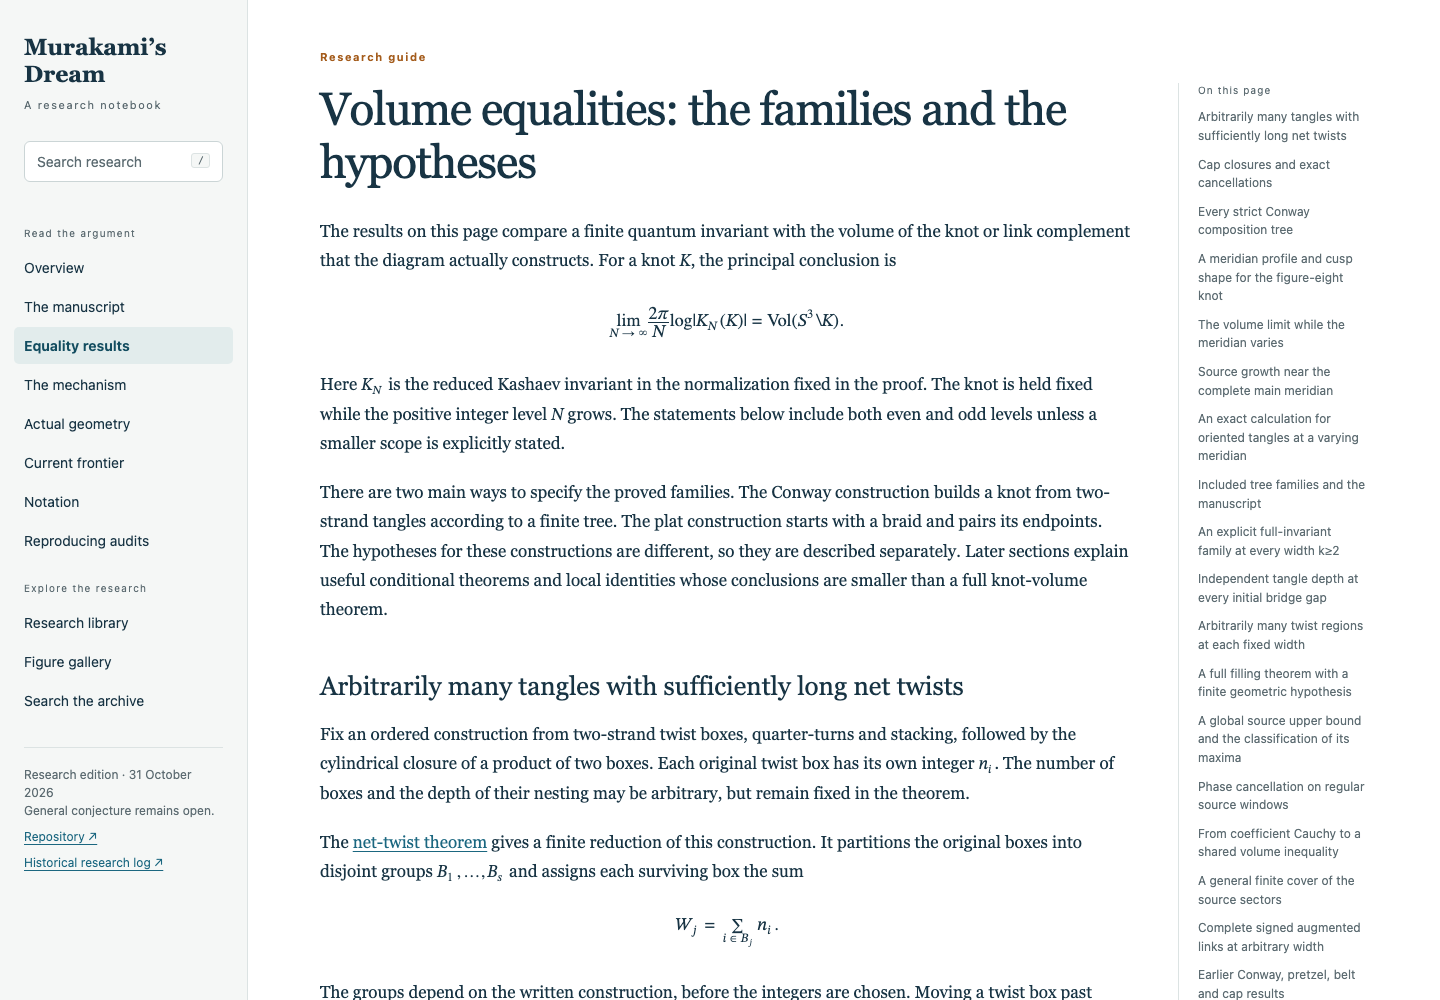 Murakami’s
Dream
A research notebook
Search research /
Read the argument
Overview
The manuscript
Equality results
The mechanism
Actual geometry
Current frontier
Notation
Reproducing audits
Explore the research
Research library
Figure gallery
Search the archive
Research edition · 31 October
2026
General conjecture remains open.
Repository ↗
Historical research log ↗
Research guide
Volume equalities: the families and the
hypotheses
The results on this page compare a finite quantum invariant with the volume of the knot or link complement
that the diagram actually constructs. For a knot K, the principal conclusion is
lim N→∞ 2π/N log|K_N(K)| = Vol(S³∖K).
Here K_N is the reduced Kashaev invariant in the normalization fixed in the proof. The knot is held fixed
while the positive integer level N grows. The statements below include both even and odd levels unless a
smaller scope is explicitly stated.
There are two main ways to specify the proved families. The Conway construction builds a knot from two-
strand tangles according to a finite tree. The plat construction starts with a braid and pairs its endpoints.
The hypotheses for these constructions are different, so they are described separately. Later sections explain
useful conditional theorems and local identities whose conclusions are smaller than a full knot-volume
theorem.
Arbitrarily many tangles with sufficiently long net twists
Fix an ordered construction from two-strand twist boxes, quarter-turns and stacking, followed by the
cylindrical closure of a product of two boxes. Each original twist box has its own integer n_i. The number of
boxes and the depth of their nesting may be arbitrary, but remain fixed in the theorem.
The net-twist theorem gives a finite reduction of this construction. It partitions the original boxes into
disjoint groups B_1,…,B_s and assigns each surviving box the sum
W_j = ∑ i∈B_j n_i.
The groups depend on the written construction, before the integers are chosen. Moving a twist box past
On this page
Arbitrarily many tangles with
sufficiently long net twists
Cap closures and exact
cancellations
Every strict Conway
composition tree
A meridian profile and cusp
shape for the figure-eight
knot
The volume limit while the
meridian varies
Source growth near the
complete main meridian
An exact calculation for
oriented tangles at a varying
meridian
Included tree families and the
manuscript
An explicit full-invariant
family at every width k≥2
Independent tangle depth at
every initial bridge gap
Arbitrarily many twist regions
at each fixed width
A full filling theorem with a
finite geometric hypothesis
A global source upper bound
and the classification of its
maxima
Phase cancellation on regular
source windows
From coefficient Cauchy to a
shared volume inequality
A general finite cover of the
source sectors
Complete signed augmented
links at arbitrary width
Earlier Conway, pretzel, belt
and cap results